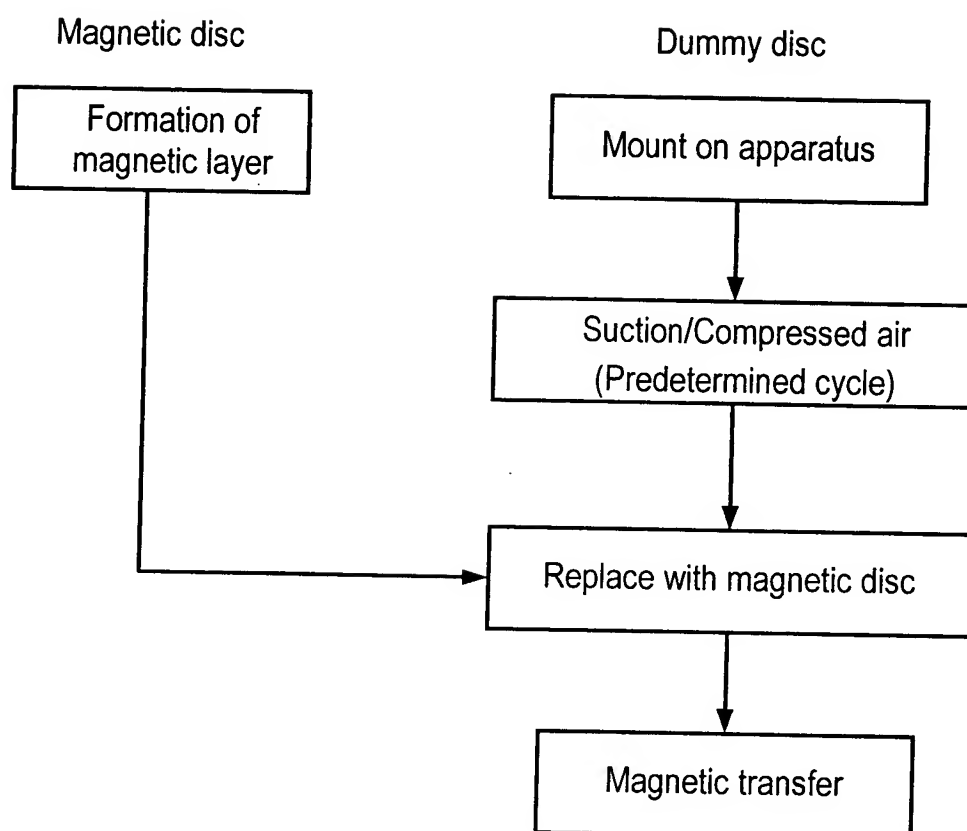 Magnetic disc
Dummy disc
Formation of
magnetic layer
Mount on apparatus
Suction/Compressed air
(Predetermined cycle)
Replace with magnetic disc
Magnetic transfer